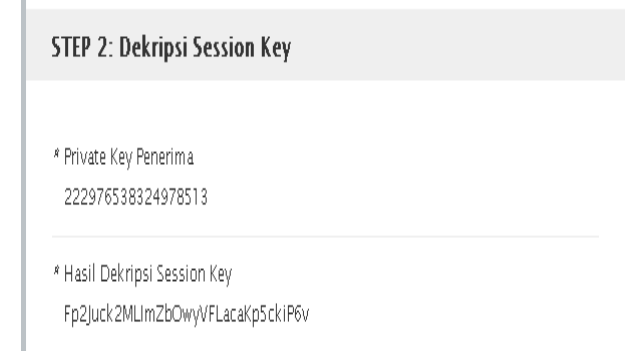 STEP 2: Dekripsi Session Key
* Private Key Penerima
222976538324978513
* Hasil Dekripsi Session Key
Fp2Juck2MLImZbOwyVFLacaKp5ckiP6v